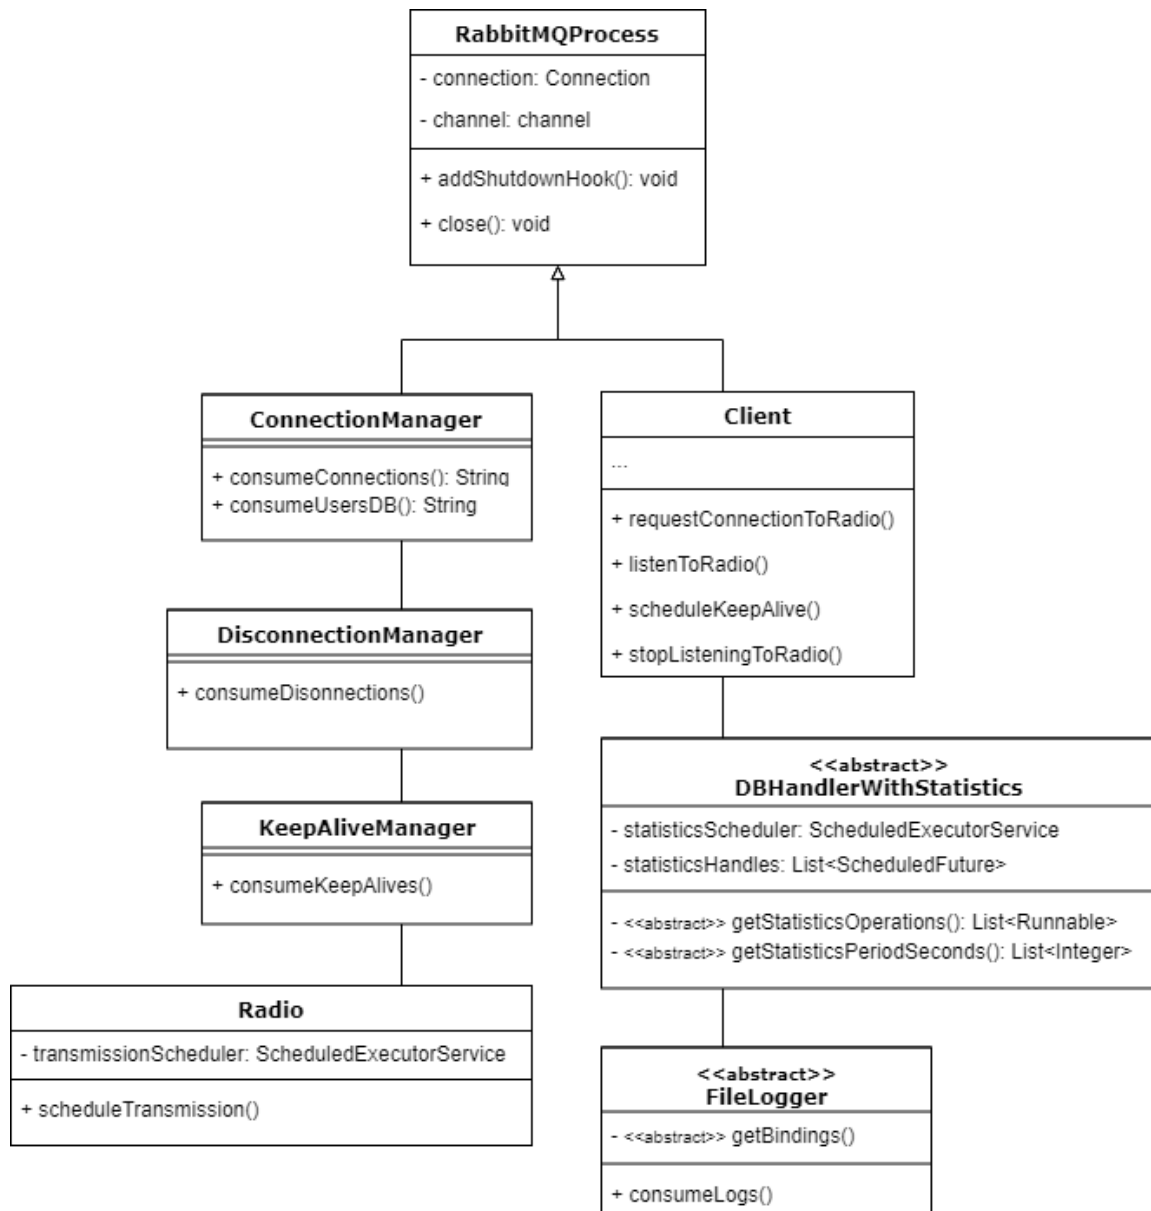 RabbitMQProcess
- connection: Connection
- channel: channel
+ addShutdownHook(): void
+ close(): void
ConnectionManager
+ consumeConnections(): String
+ consumeUsersDB(): String
Client
...
+ requestConnectionToRadio()
+ listenToRadio()
+ scheduleKeepAlive()
+ stopListeningToRadio()
DisconnectionManager
+ consumeDisonnections()
KeepAliveManager
+ consumeKeepAlives()
<<abstract>>
DBHandlerWithStatistics
- statisticsScheduler: ScheduledExecutorService
- statisticsHandles: List<ScheduledFuture>
- <<abstract>> getStatisticsOperations(): List<Runnable>
- <<abstract>> getStatisticsPeriodSeconds(): List<Integer>
Radio
- transmissionScheduler: ScheduledExecutorService
+ scheduleTransmission()
<<abstract>>
FileLogger
- <<abstract>> getBindings()
+ consumeLogs()